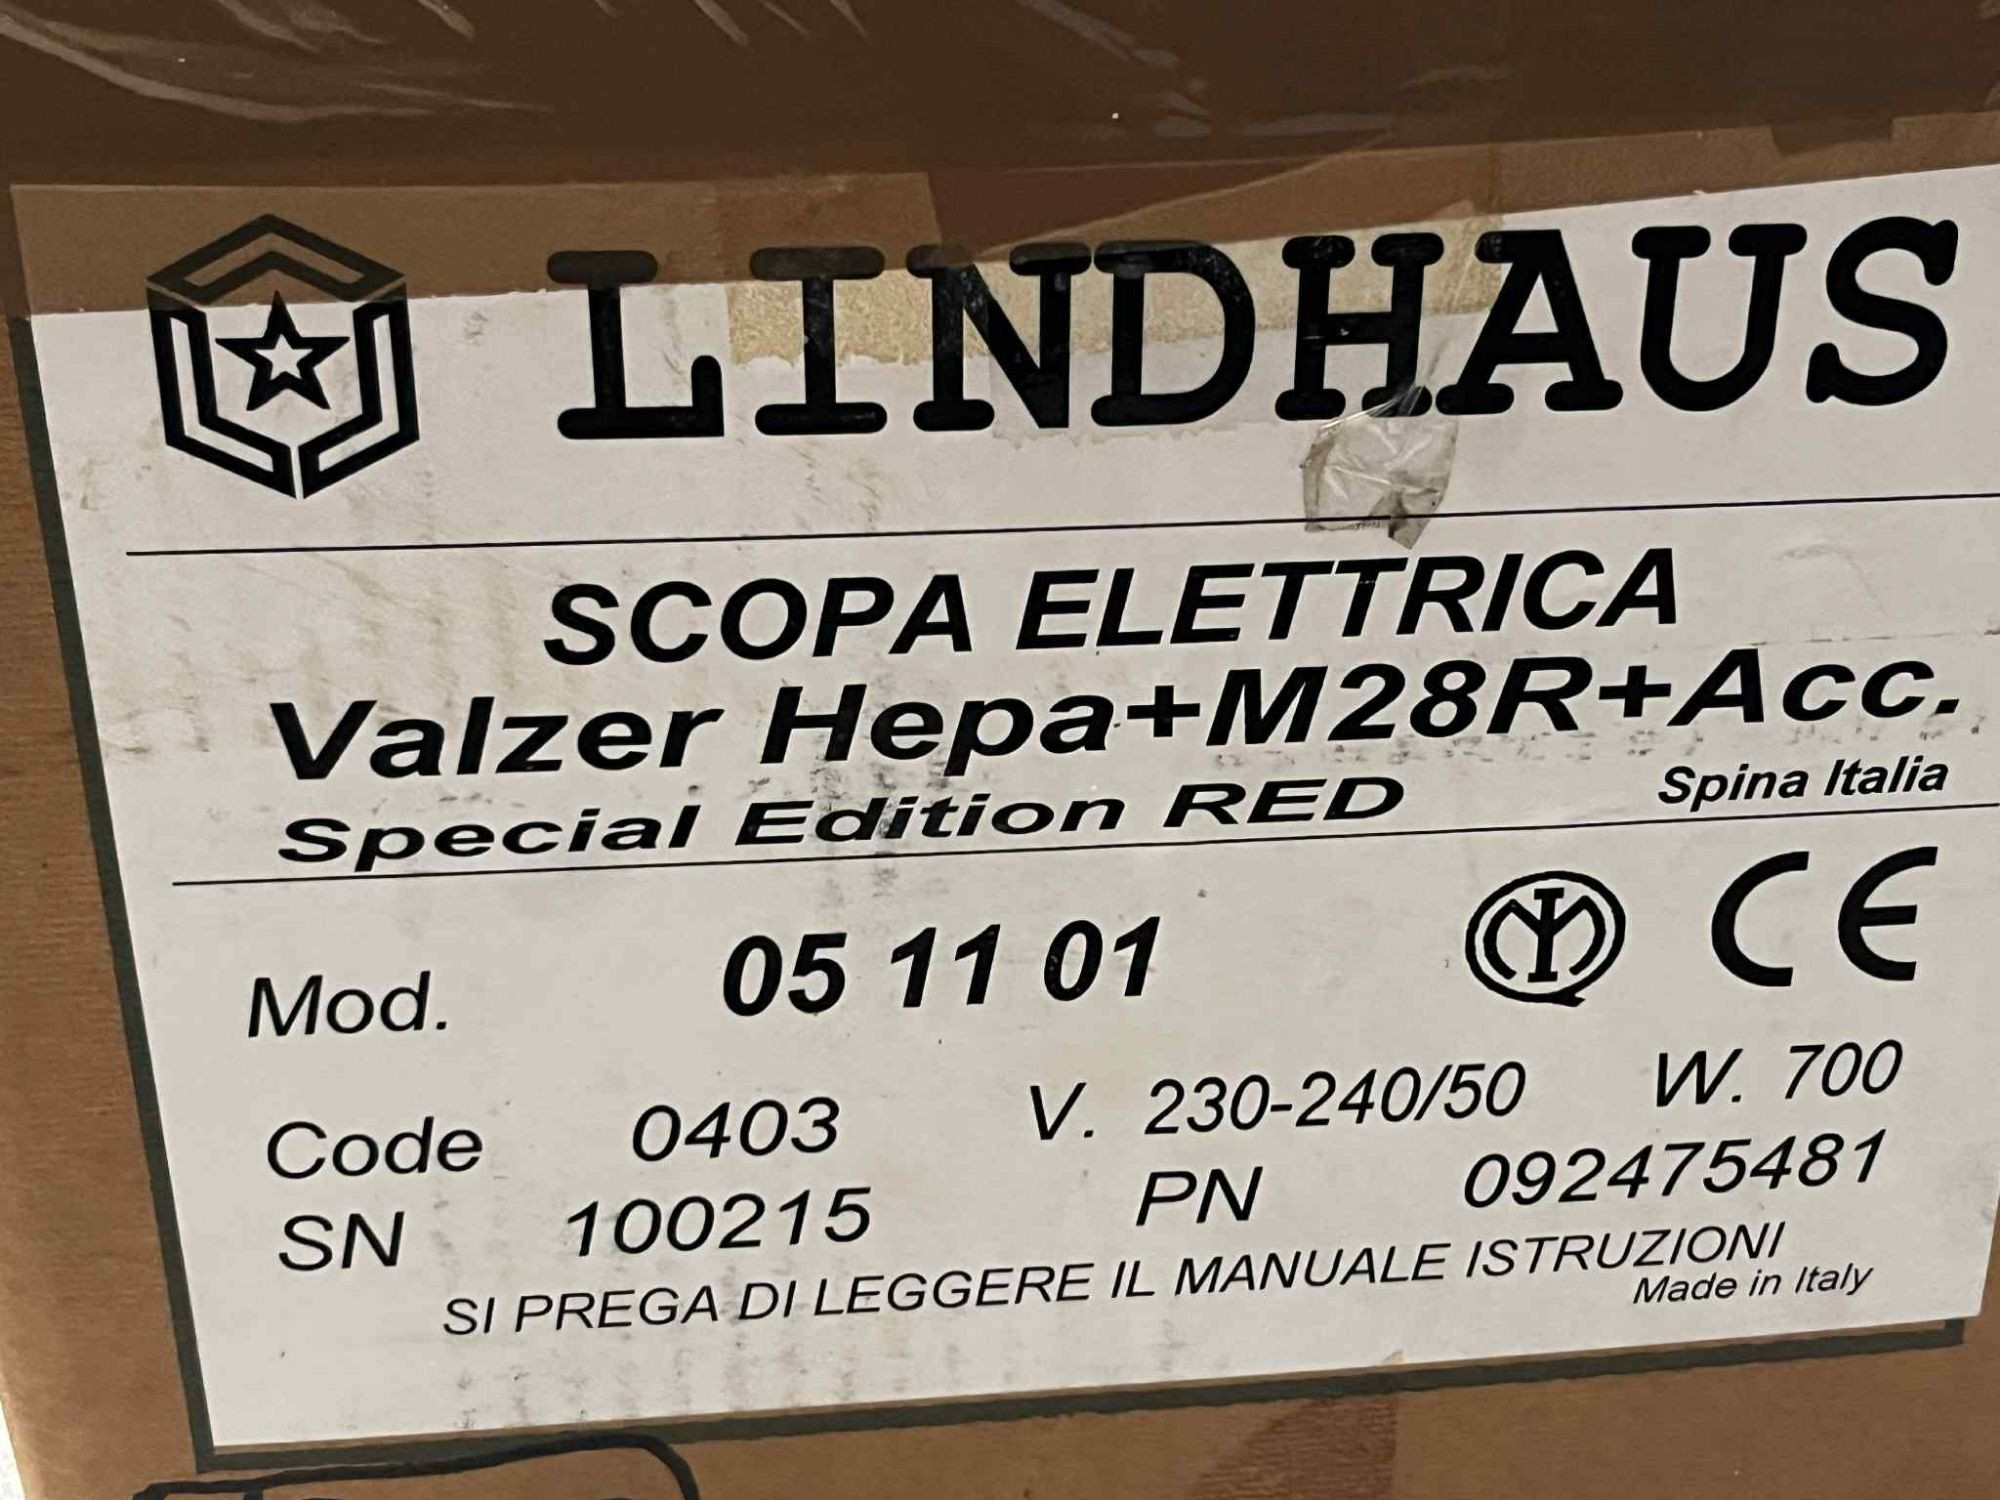 LINDHAUS
SCOPA ELETTRICA
Valzer Hepa+M28R+Acc.
Special Edition RED Spina Italia
Mod. 05 11 01 CE
Code 0403 V. 230-240/50 W. 700
SN 100215 PN 092475481
SI PREGA DI LEGGERE IL MANUALE ISTRUZIONI
Made in Italy